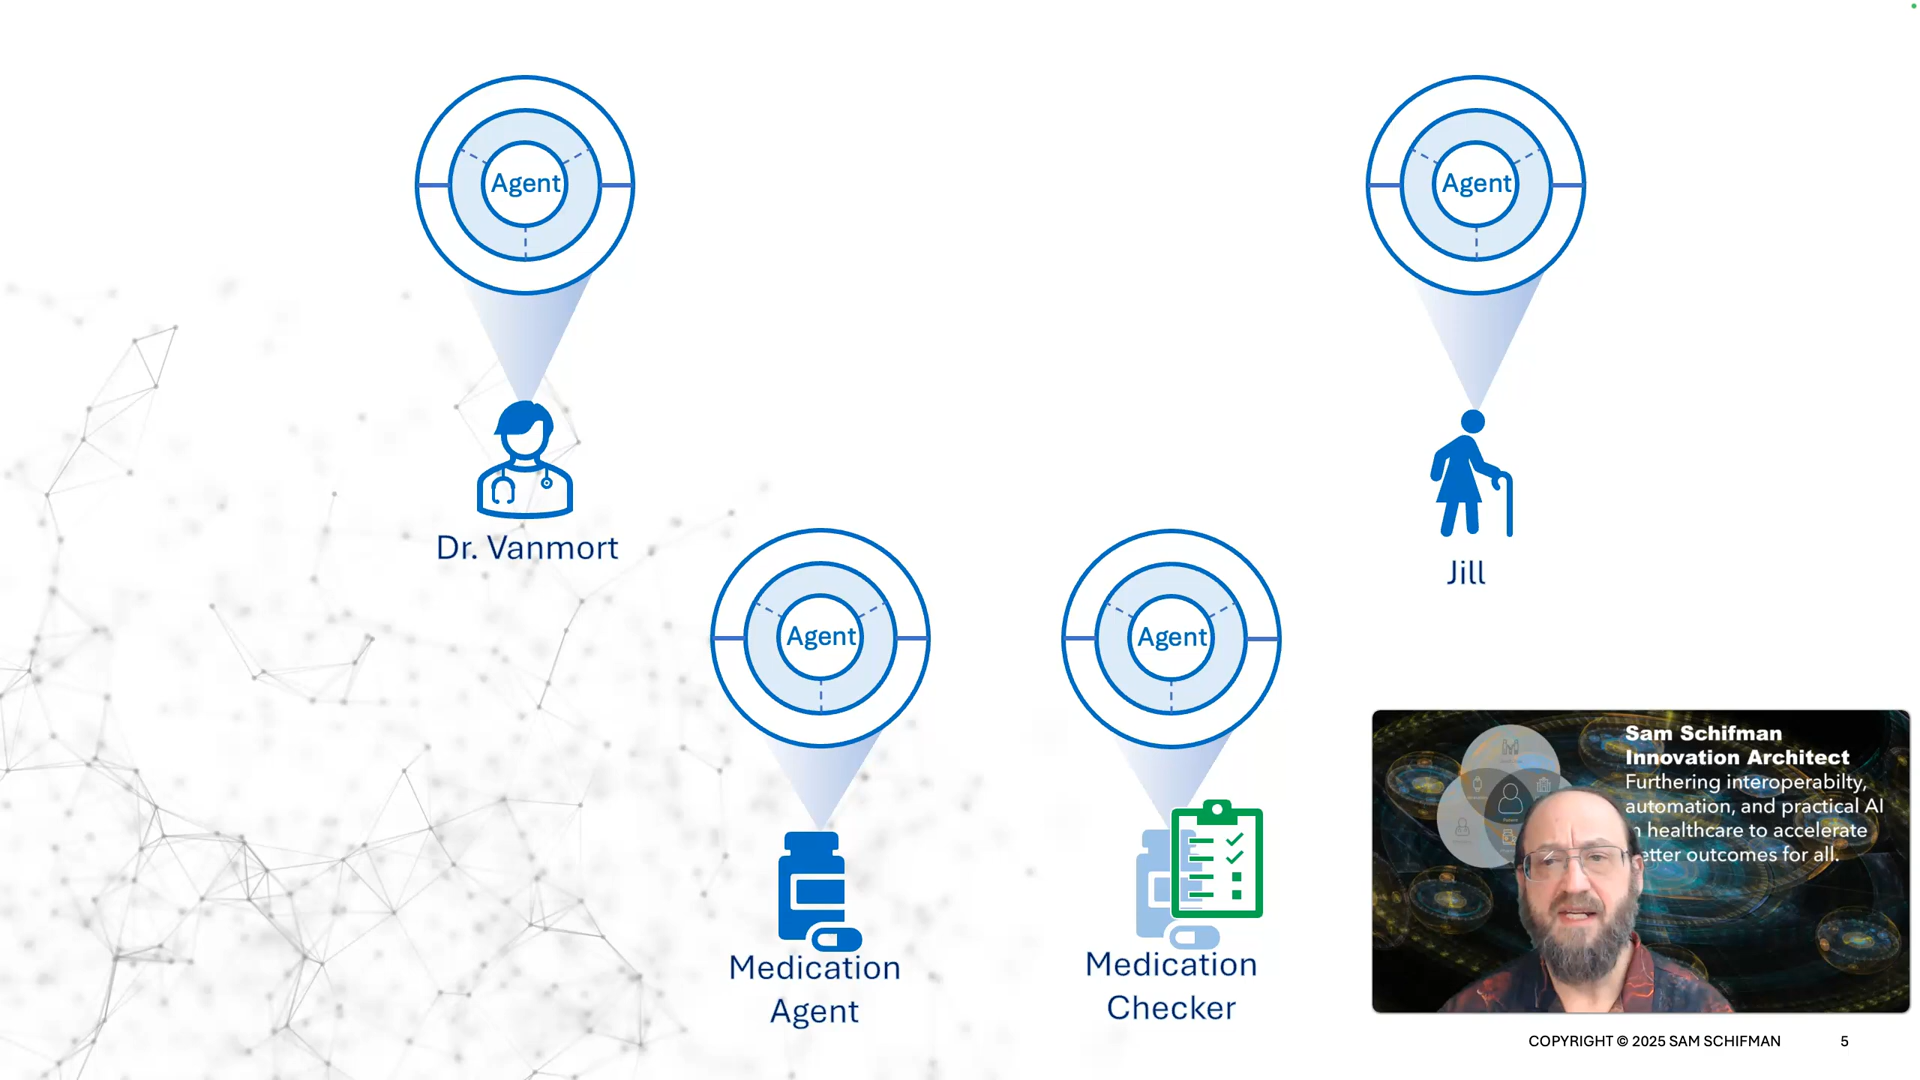 Agent
Agent
Dr. Vanmort
Jill
Agent
Agent
Medication
Agent
Medication
Checker
Sam Schifman
Innovation Architect
Furthering interoperabilty,
automation, and practical AI
healthcare to accelerate
outcomes for all.
COPYRIGHT © 2025 SAM SCHIFMAN
5